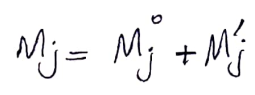 M_j = M_j^o + M_j^'